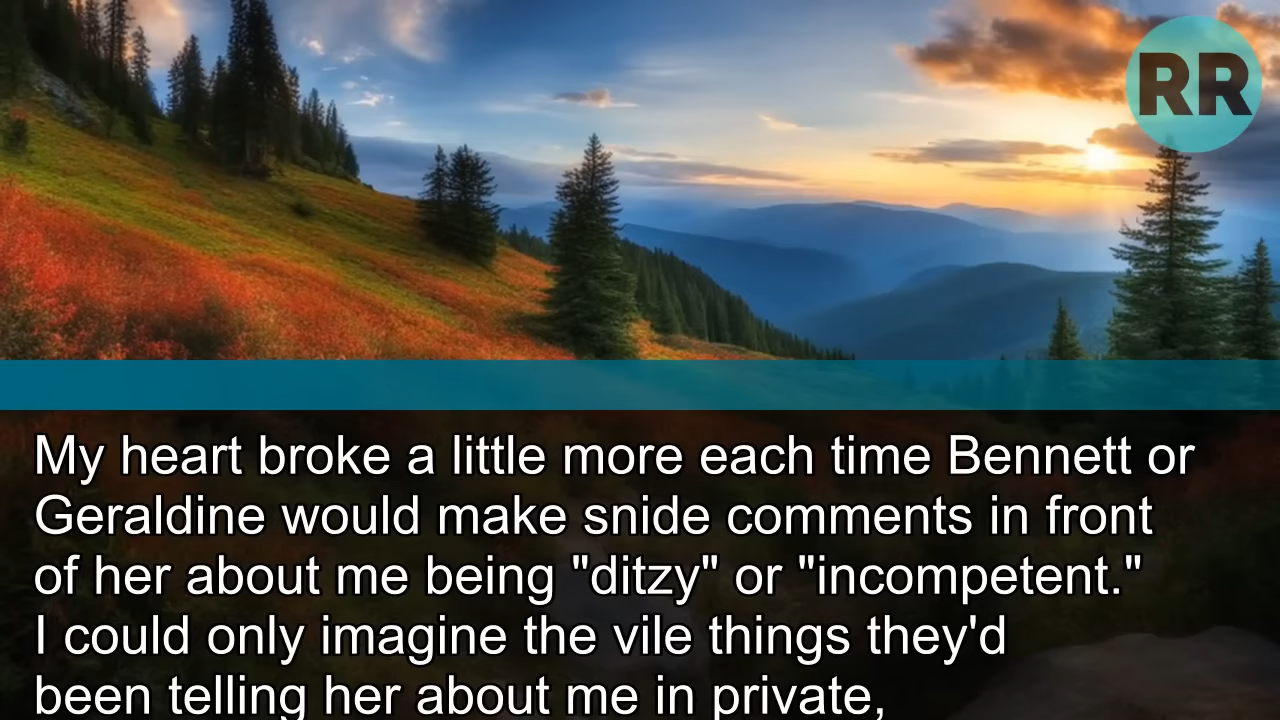 RR
My heart broke a little more each time Bennett or
Geraldine would make snide comments in front
of her about me being "ditzy" or "incompetent."
I could only imagine the vile things they'd
been telling her about me in private,